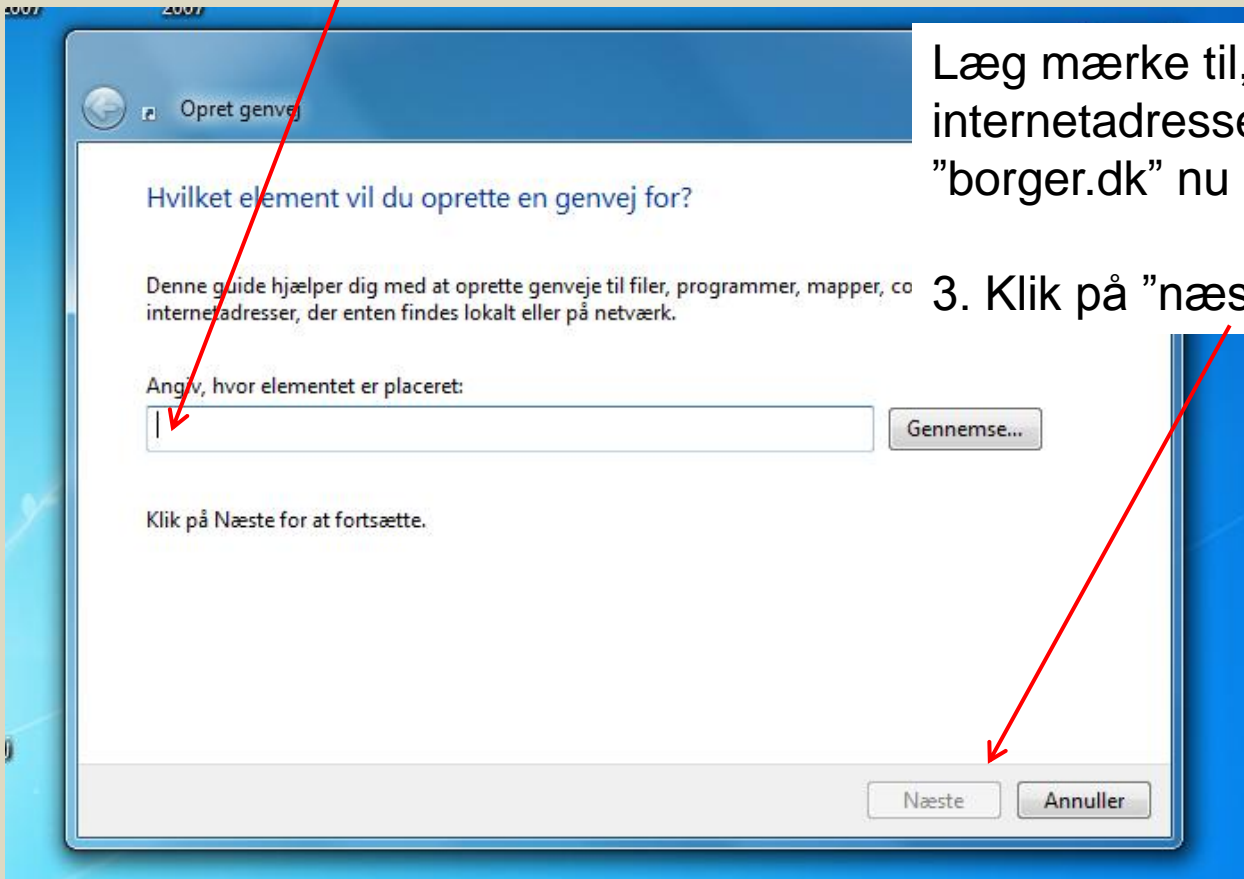 2007 2007
Opret genvej
Læg mærke til,
internetadresse
”borger.dk” nu
3. Klik på ”næs
Hvilket element vil du oprette en genvej for?
Denne guide hjælper dig med at oprette genveje til filer, programmer, mapper, co
internetadresser, der enten findes lokalt eller på netværk.
Angiv, hvor elementet er placeret:
Gennemse...
Klik på Næste for at fortsætte.
Næste Annuller